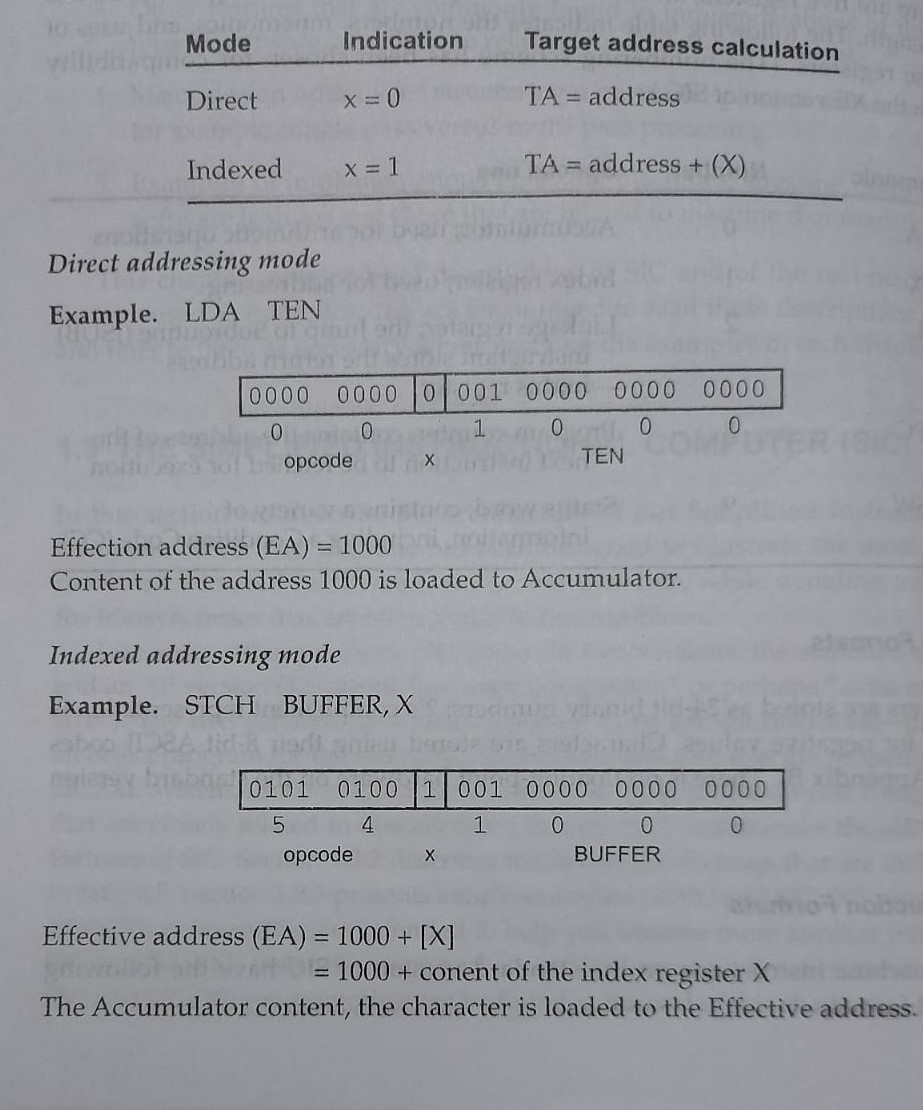 Mode Indication Target address calculation
Direct x = 0 TA = address
Indexed x = 1 TA = address + (X)
Direct addressing mode
Example. LDA TEN
0000 0000 0 001 0000 0000 0000
0 0 1 0 0 0
opcode x TEN
Effection address (EA) = 1000
Content of the address 1000 is loaded to Accumulator.
Indexed addressing mode
Example. STCH BUFFER, X
0101 0100 1 001 0000 0000 0000
5 4 1 0 0 0
opcode x BUFFER
Effective address (EA) = 1000 + [X]
= 1000 + conent of the index register X
The Accumulator content, the character is loaded to the Effective address.